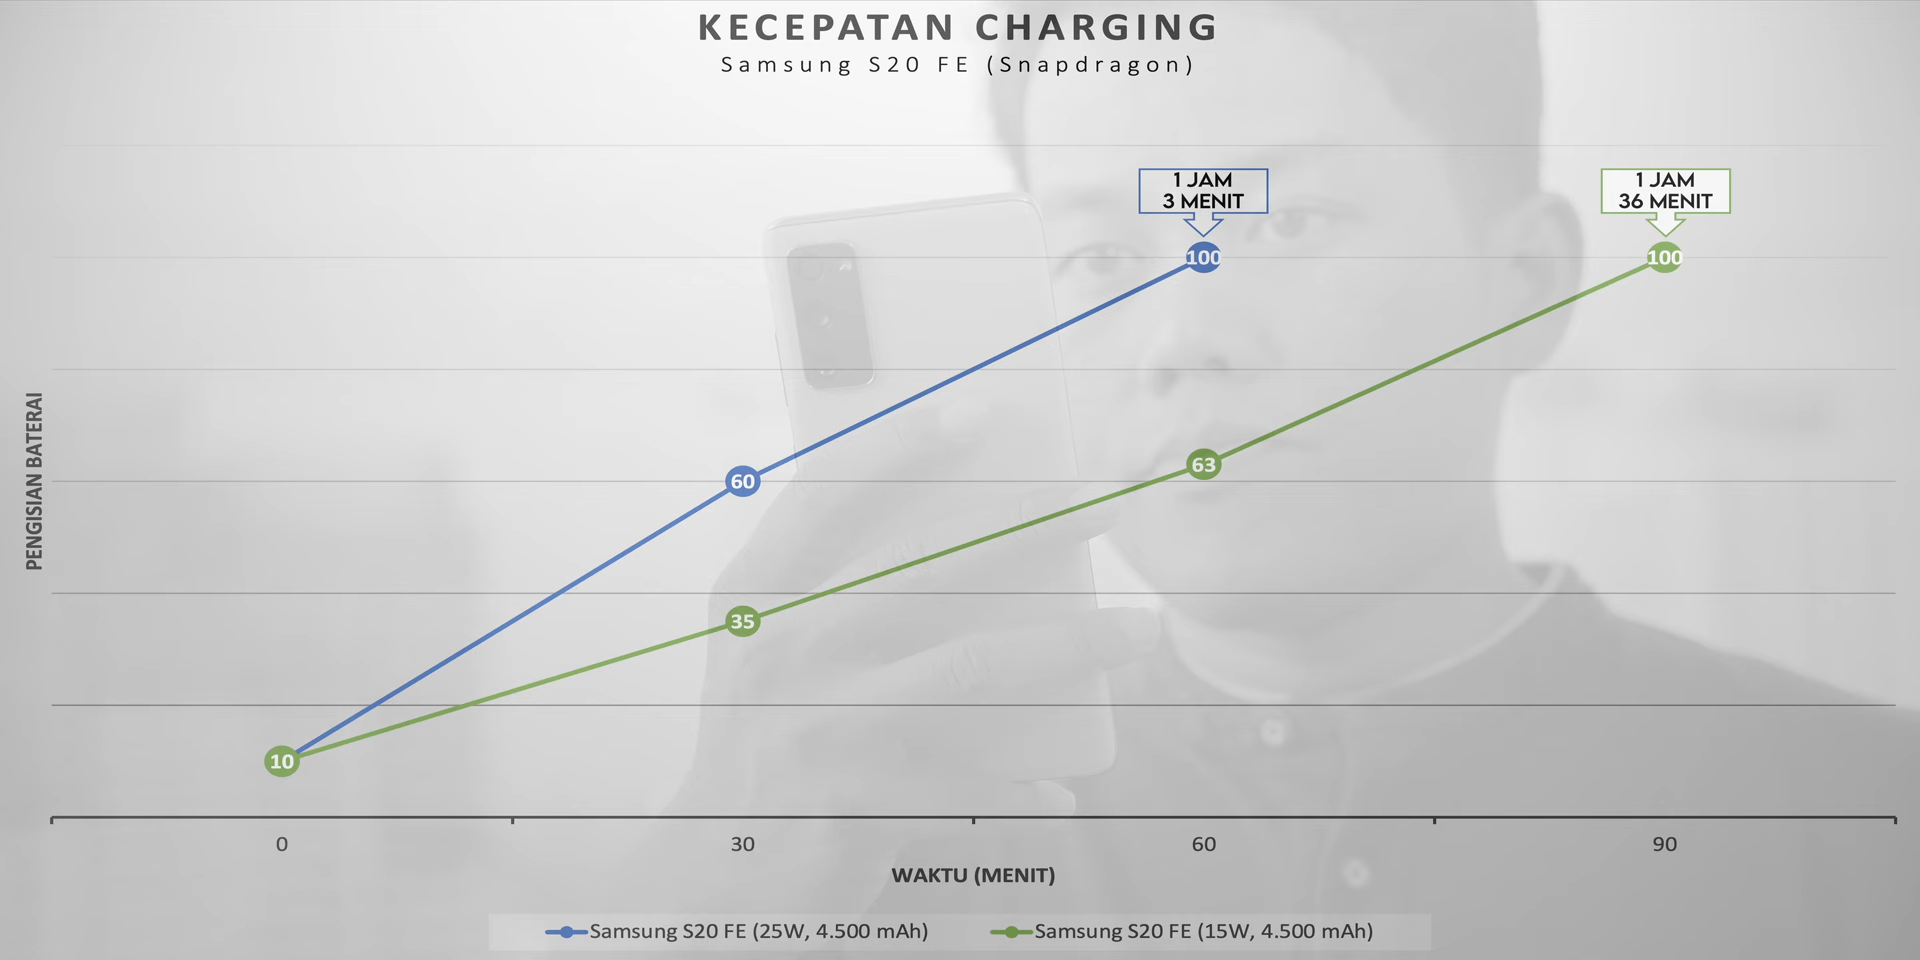 KECEPATAN CHARGING
Samsung S20 FE (Snapdragon)
1 JAM
3 MENIT
1 JAM
36 MENIT
100
100
60
63
35
10
PENGISIAN BATERAI
0
30
60
90
WAKTU (MENIT)
Samsung S20 FE (25W, 4.500 mAh)
Samsung S20 FE (15W, 4.500 mAh)